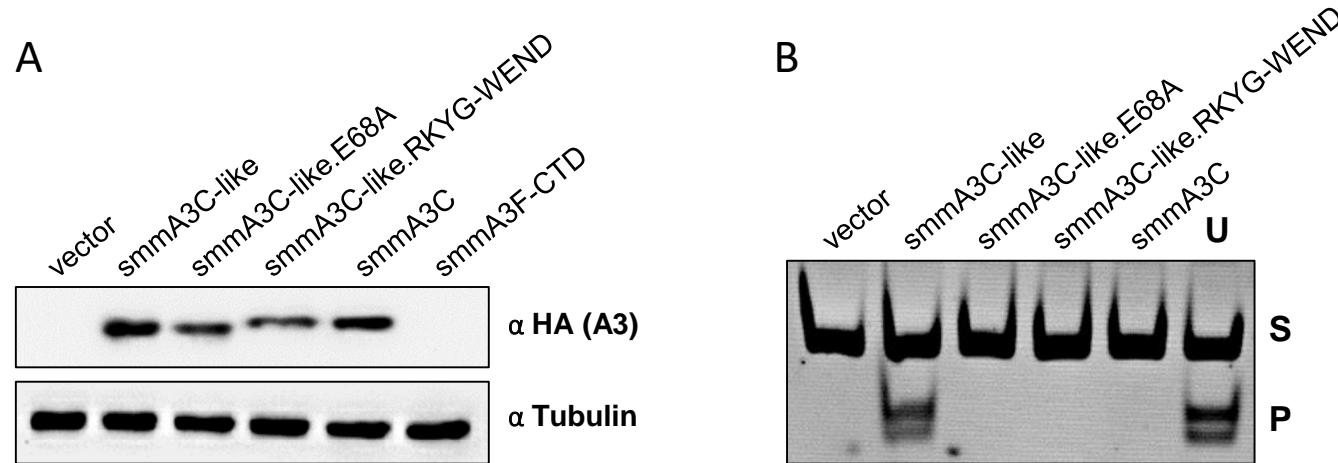 A
vector
smmA3C-like
smmA3C-like.E68A
smmA3C-like.RKYG-WEND
smmA3C
smmA3F-CTD
α HA (A3)
α Tubulin
B
vector
smmA3C-like
smmA3C-like.E68A
smmA3C-like.RKYG-WEND
smmA3C
U
S
P